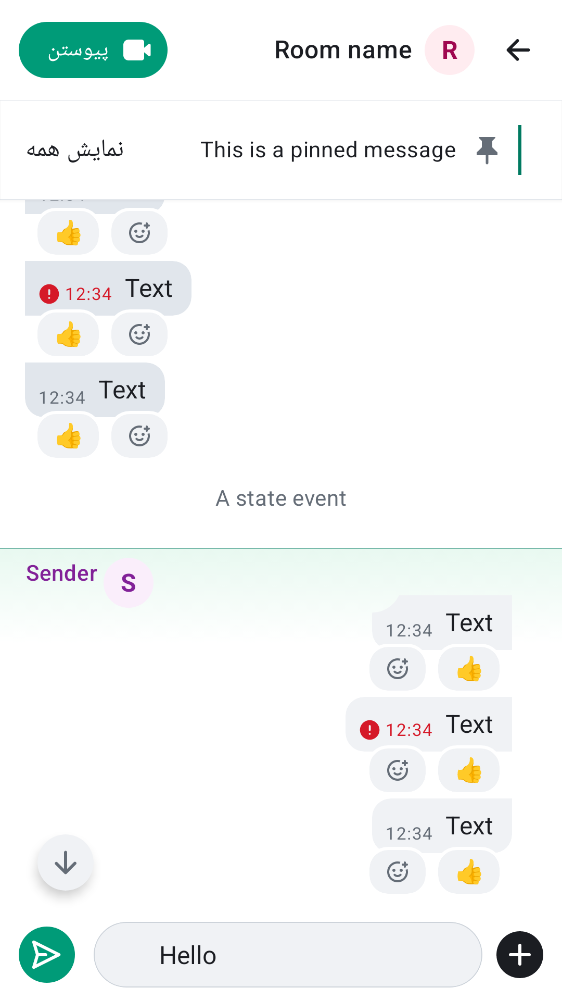 پیوستن
Room name
R
نمایش همه
This is a pinned message
12:34 Text
12:34 Text
A state event
Sender
S
12:34 Text
12:34 Text
12:34 Text
Hello